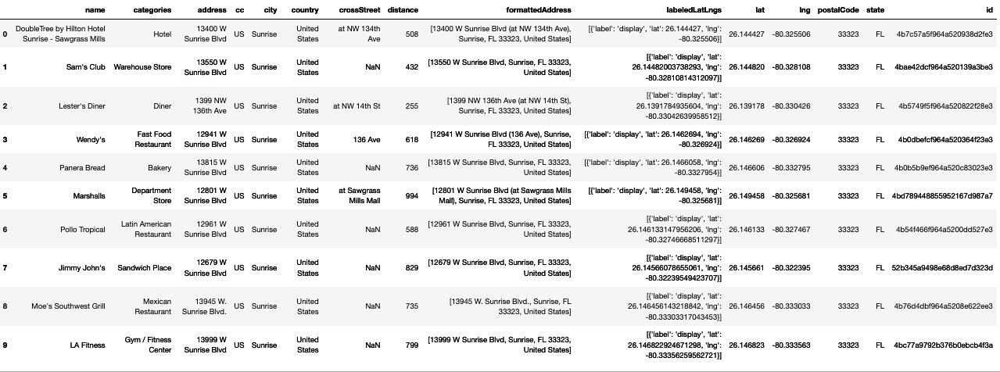 name categories address cc city country crossStreet distance formattedAddress labeledLatLngs lat lng postalCode state id
0 DoubleTree by Hilton Hotel Sunrise - Sawgrass Mills Hotel 13400 W Sunrise Blvd US Sunrise United States at NW 134th Ave 508 [13400 W Sunrise Blvd (at NW 134th Ave), Sunrise, FL 33323, United States] [{'label': 'display', 'lat': 26.144427, 'lng': -80.325506}] 26.144427 -80.325506 33323 FL 4b7c57a5f964a520938d2fe3
1 Sam's Club Warehouse Store 13550 W Sunrise Blvd US Sunrise United States NaN 432 [13550 W Sunrise Blvd, Sunrise, FL 33323, United States] [{'label': 'display', 'lat': 26.14482003738293, 'lng': -80.32810814312097}] 26.144820 -80.328108 33323 FL 4bae42dcf964a520139a3be3
2 Lester's Diner Diner 1399 NW 136th Ave US Sunrise United States at NW 14th St 255 [1399 NW 136th Ave (at NW 14th St), Sunrise, FL 33323, United States] [{'label': 'display', 'lat': 26.1391784935604, 'lng': -80.33042639958512}] 26.139178 -80.330426 33323 FL 4b5749f5f964a520822f28e3
3 Wendy's Fast Food Restaurant 12941 W Sunrise Blvd US Sunrise United States 136 Ave 618 [12941 W Sunrise Blvd (136 Ave), Sunrise, FL 33323, United States] [{'label': 'display', 'lat': 26.1462694, 'lng': -80.326924}] 26.146269 -80.326924 33323 FL 4b0dbefcf964a520364f23e3
4 Panera Bread Bakery 13815 W Sunrise Blvd US Sunrise United States NaN 736 [13815 W Sunrise Blvd, Sunrise, FL 33323, United States] [{'label': 'display', 'lat': 26.1466058, 'lng': -80.3327954}] 26.146606 -80.332795 33323 FL 4b0b5b9ef964a520c83023e3
5 Marshalls Department Store 12801 W Sunrise Blvd US Sunrise United States at Sawgrass Mills Mall 994 [12801 W Sunrise Blvd (at Sawgrass Mills Mall), Sunrise, FL 33323, United States] [{'label': 'display', 'lat': 26.149458, 'lng': -80.325681}] 26.149458 -80.325681 33323 FL 4bd789448855952167d987a7
6 Pollo Tropical Latin American Restaurant 12961 W Sunrise Blvd US Sunrise United States NaN 588 [12961 W Sunrise Blvd, Sunrise, FL 33323, United States] [{'label': 'display', 'lat': 26.146133147956206, 'lng': -80.32746668511297}] 26.146133 -80.327467 33323 FL 4b54f466f964a5200dd527e3
7 Jimmy John's Sandwich Place 12679 W Sunrise Blvd US Sunrise United States NaN 829 [12679 W Sunrise Blvd, Sunrise, FL 33323, United States] [{'label': 'display', 'lat': 26.14566078655061, 'lng': -80.32239549423707}] 26.145661 -80.322395 33323 FL 52b345a9498e68d8ed7d323d
8 Moe's Southwest Grill Mexican Restaurant 13945 W. Sunrise Blvd. US Sunrise United States NaN 735 [13945 W. Sunrise Blvd., Sunrise, FL 33323, United States] [{'label': 'display', 'lat': 26.146456143218842, 'lng': -80.33303317043453}] 26.146456 -80.333033 33323 FL 4b76d4dbf964a5208e622ee3
9 LA Fitness Gym / Fitness Center 13999 W Sunrise Blvd US Sunrise United States NaN 799 [13999 W Sunrise Blvd, Sunrise, FL 33323, United States] [{'label': 'display', 'lat': 26.146822924671298, 'lng': -80.33356259562721}] 26.146823 -80.333563 33323 FL 4bc77a9792b376b0ebcb4f3a